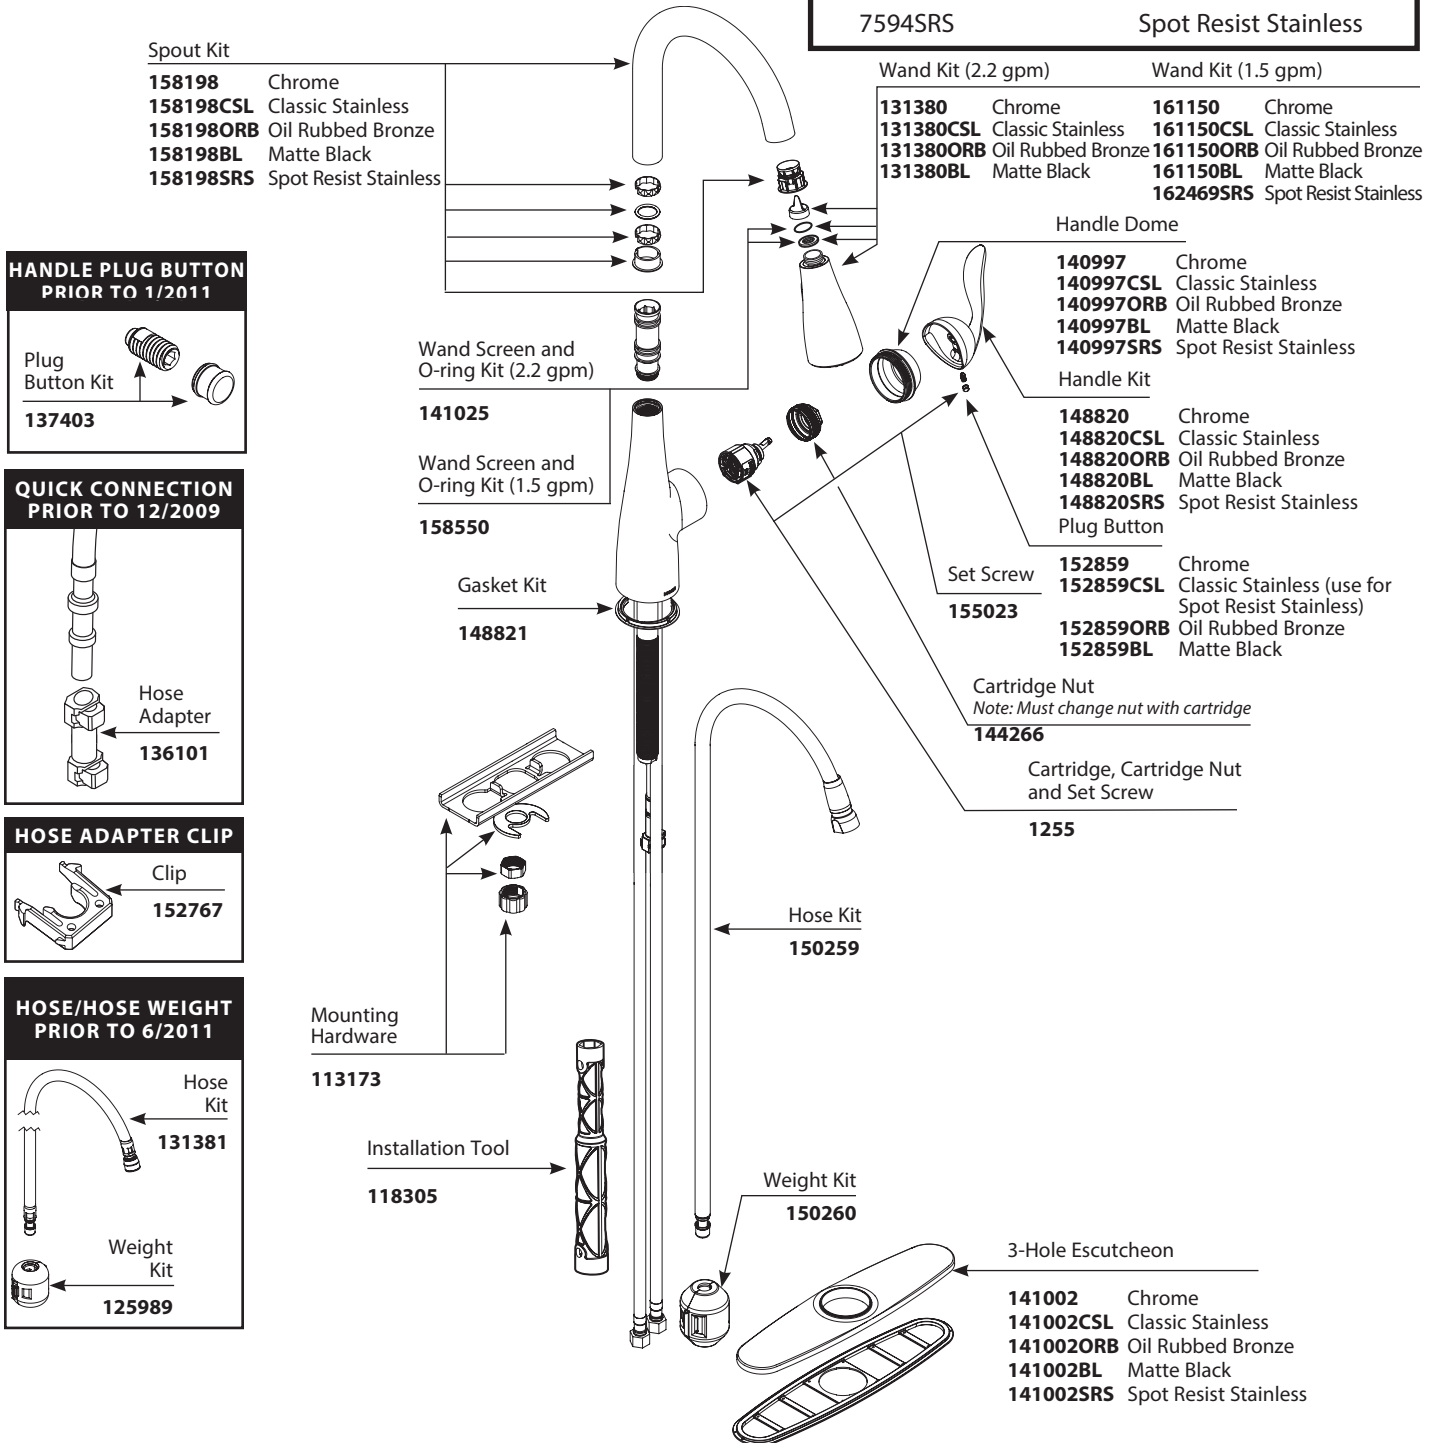 7594SRS Spot Resist Stainless
Spout Kit
158198 Chrome
158198CSL Classic Stainless
158198ORB Oil Rubbed Bronze
158198BL Matte Black
158198SRS Spot Resist Stainless
Wand Kit (2.2 gpm)
131380 Chrome
131380CSL Classic Stainless
131380ORB Oil Rubbed Bronze
131380BL Matte Black
Wand Kit (1.5 gpm)
161150 Chrome
161150CSL Classic Stainless
161150ORB Oil Rubbed Bronze
161150BL Matte Black
162469SRS Spot Resist Stainless
Handle Dome
140997 Chrome
140997CSL Classic Stainless
140997ORB Oil Rubbed Bronze
140997BL Matte Black
140997SRS Spot Resist Stainless
Handle Kit
148820 Chrome
148820CSL Classic Stainless
148820ORB Oil Rubbed Bronze
148820BL Matte Black
148820SRS Spot Resist Stainless
Plug Button
152859 Chrome
152859CSL Classic Stainless (use for
Spot Resist Stainless)
152859ORB Oil Rubbed Bronze
152859BL Matte Black
HANDLE PLUG BUTTON
PRIOR TO 1/2011
Plug
Button Kit
137403
Wand Screen and
O-ring Kit (2.2 gpm)
141025
Wand Screen and
O-ring Kit (1.5 gpm)
158550
QUICK CONNECTION
PRIOR TO 12/2009
Hose
Adapter
136101
Gasket Kit
148821
Set Screw
155023
Cartridge Nut
Note: Must change nut with cartridge
144266
Cartridge, Cartridge Nut
and Set Screw
1255
HOSE ADAPTER CLIP
Clip
152767
Hose Kit
150259
HOSE/HOSE WEIGHT
PRIOR TO 6/2011
Hose
Kit
131381
Weight
Kit
125989
Mounting
Hardware
113173
Installation Tool
118305
Weight Kit
150260
3-Hole Escutcheon
141002 Chrome
141002CSL Classic Stainless
141002ORB Oil Rubbed Bronze
141002BL Matte Black
141002SRS Spot Resist Stainless